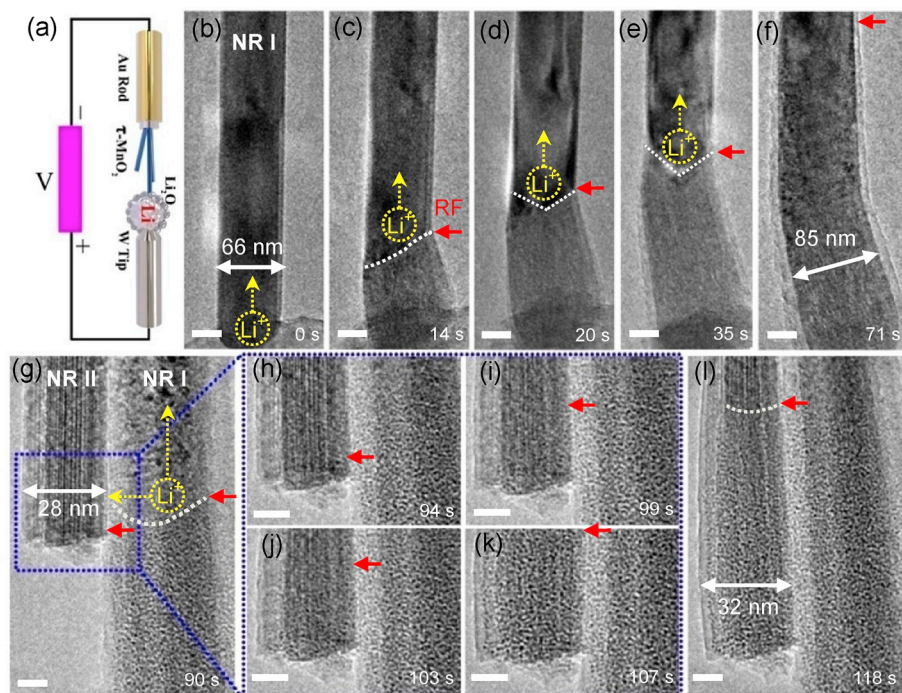 (a)
Au Rod
τ-MnO2
Li2O
Li
W Tip
V
−
+
(b)
NR I
66 nm
Li+
0 s
(c)
Li+
RF
14 s
(d)
Li+
20 s
(e)
Li+
35 s
(f)
85 nm
71 s
(g)
NR II
NR I
Li+
28 nm
90 s
(h)
94 s
(i)
99 s
(j)
103 s
(k)
107 s
(l)
32 nm
118 s